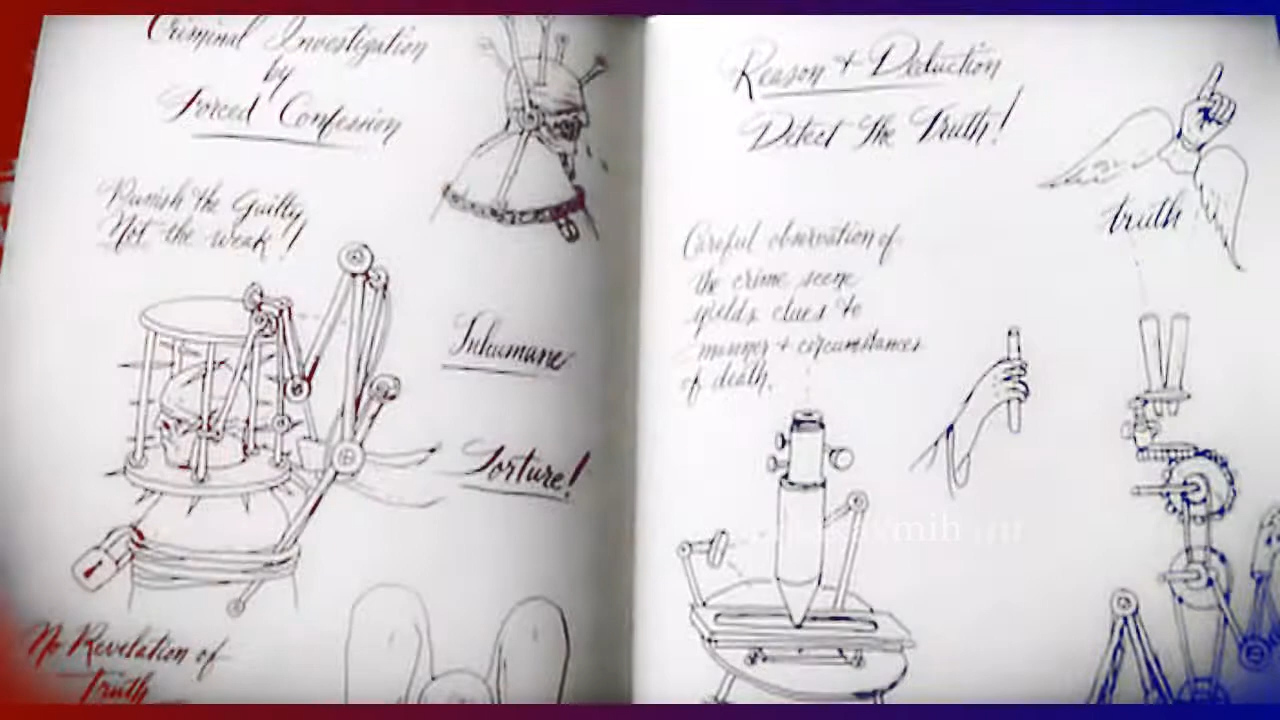 Criminal Investigation
by
Forced Confession
Punish the Guilty
Not the weak!
Inhumane
Torture!
No Revelation of
Truth
Reason + Deduction
Detect The Truth!
truth
Careful observation of
the crime scene
yields clues to
manner + circumstances
of death.